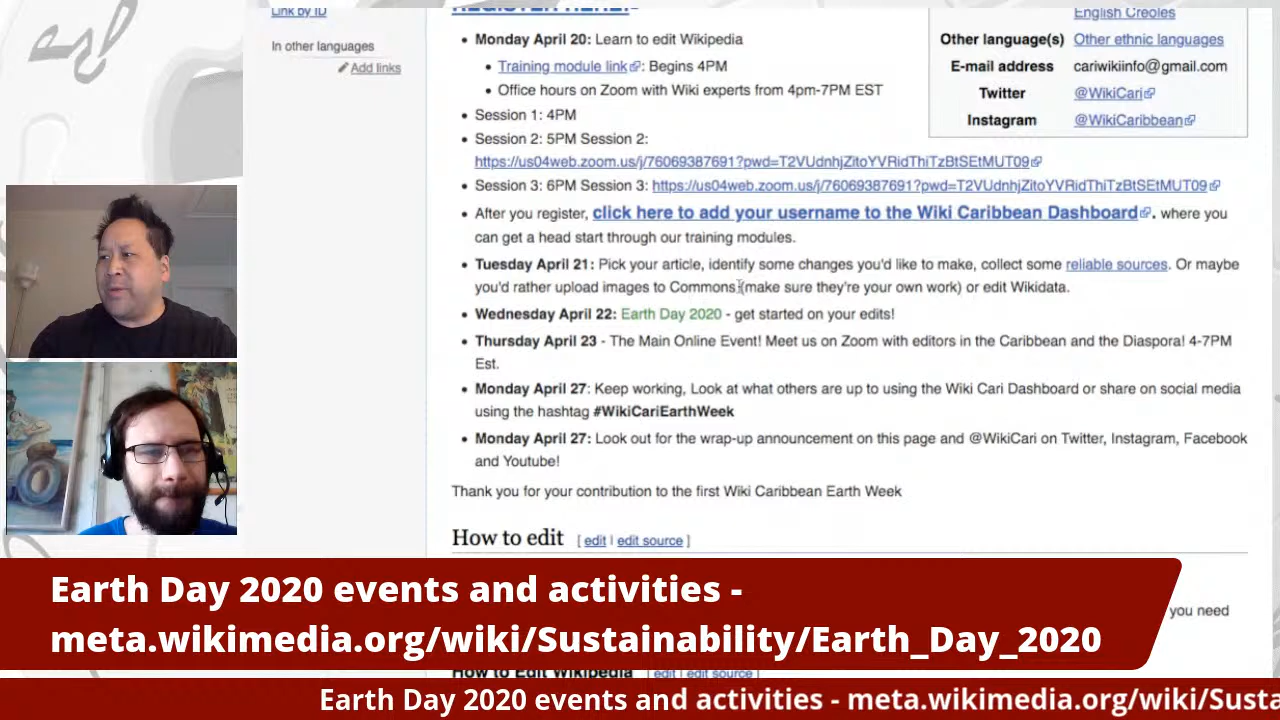 Link by ID
In other languages
Add links
REGISTER HERE!
Monday April 20: Learn to edit Wikipedia
Training module link: Begins 4PM
Office hours on Zoom with Wiki experts from 4pm-7PM EST
Session 1: 4PM
Session 2: 5PM Session 2:
https://us04web.zoom.us/j/76069387691?pwd=T2VUdnhjZitoYVRidThiTzBtSEtMUT09
Session 3: 6PM Session 3: https://us04web.zoom.us/j/76069387691?pwd=T2VUdnhjZitoYVRidThiTzBtSEtMUT09
After you register, click here to add your username to the Wiki Caribbean Dashboard. where you
can get a head start through our training modules.
Tuesday April 21: Pick your article, identify some changes you'd like to make, collect some reliable sources. Or maybe
you'd rather upload images to Commons (make sure they're your own work) or edit Wikidata.
Wednesday April 22: Earth Day 2020 - get started on your edits!
Thursday April 23 - The Main Online Event! Meet us on Zoom with editors in the Caribbean and the Diaspora! 4-7PM
Est.
Monday April 27: Keep working, Look at what others are up to using the Wiki Cari Dashboard or share on social media
using the hashtag #WikiCariEarthWeek
Monday April 27: Look out for the wrap-up announcement on this page and @WikiCari on Twitter, Instagram, Facebook
and Youtube!
Thank you for your contribution to the first Wiki Caribbean Earth Week
How to edit [ edit | edit source ]
English Creoles
Other language(s) Other ethnic languages
E-mail address cariwikiinfo@gmail.com
Twitter @WikiCari
Instagram @WikiCaribbean
you need
How to Edit Wikipedia [ edit | edit source ]
Earth Day 2020 events and activities -
meta.wikimedia.org/wiki/Sustainability/Earth_Day_2020
Earth Day 2020 events and activities - meta.wikimedia.org/wiki/Susta